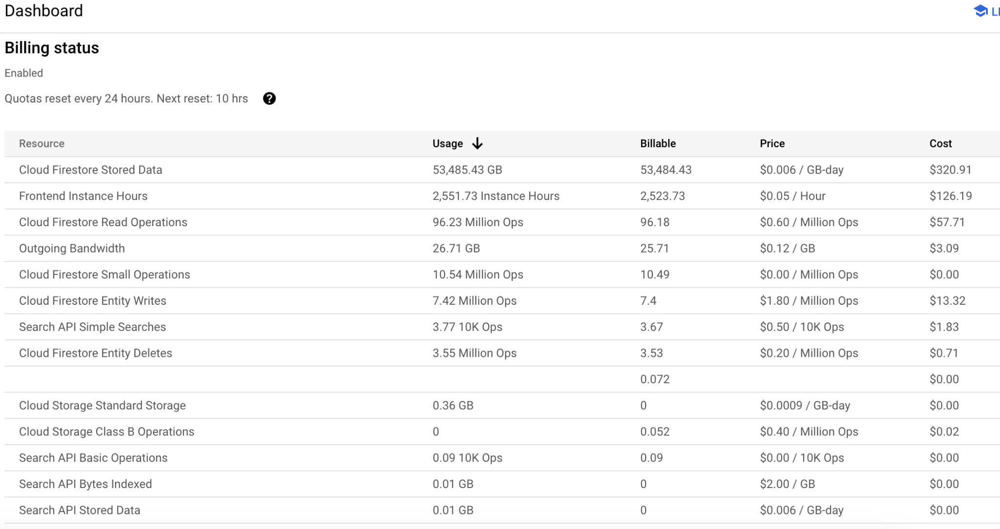 Dashboard
Billing status
Enabled
Quotas reset every 24 hours. Next reset: 10 hrs
Resource Usage Billable Price Cost
Cloud Firestore Stored Data 53,485.43 GB 53,484.43 $0.006 / GB-day $320.91
Frontend Instance Hours 2,551.73 Instance Hours 2,523.73 $0.05 / Hour $126.19
Cloud Firestore Read Operations 96.23 Million Ops 96.18 $0.60 / Million Ops $57.71
Outgoing Bandwidth 26.71 GB 25.71 $0.12 / GB $3.09
Cloud Firestore Small Operations 10.54 Million Ops 10.49 $0.00 / Million Ops $0.00
Cloud Firestore Entity Writes 7.42 Million Ops 7.4 $1.80 / Million Ops $13.32
Search API Simple Searches 3.77 10K Ops 3.67 $0.50 / 10K Ops $1.83
Cloud Firestore Entity Deletes 3.55 Million Ops 3.53 $0.20 / Million Ops $0.71
0.072 $0.00
Cloud Storage Standard Storage 0.36 GB 0 $0.0009 / GB-day $0.00
Cloud Storage Class B Operations 0 0.052 $0.40 / Million Ops $0.02
Search API Basic Operations 0.09 10K Ops 0.09 $0.00 / 10K Ops $0.00
Search API Bytes Indexed 0.01 GB 0 $2.00 / GB $0.00
Search API Stored Data 0.01 GB 0 $0.006 / GB-day $0.00